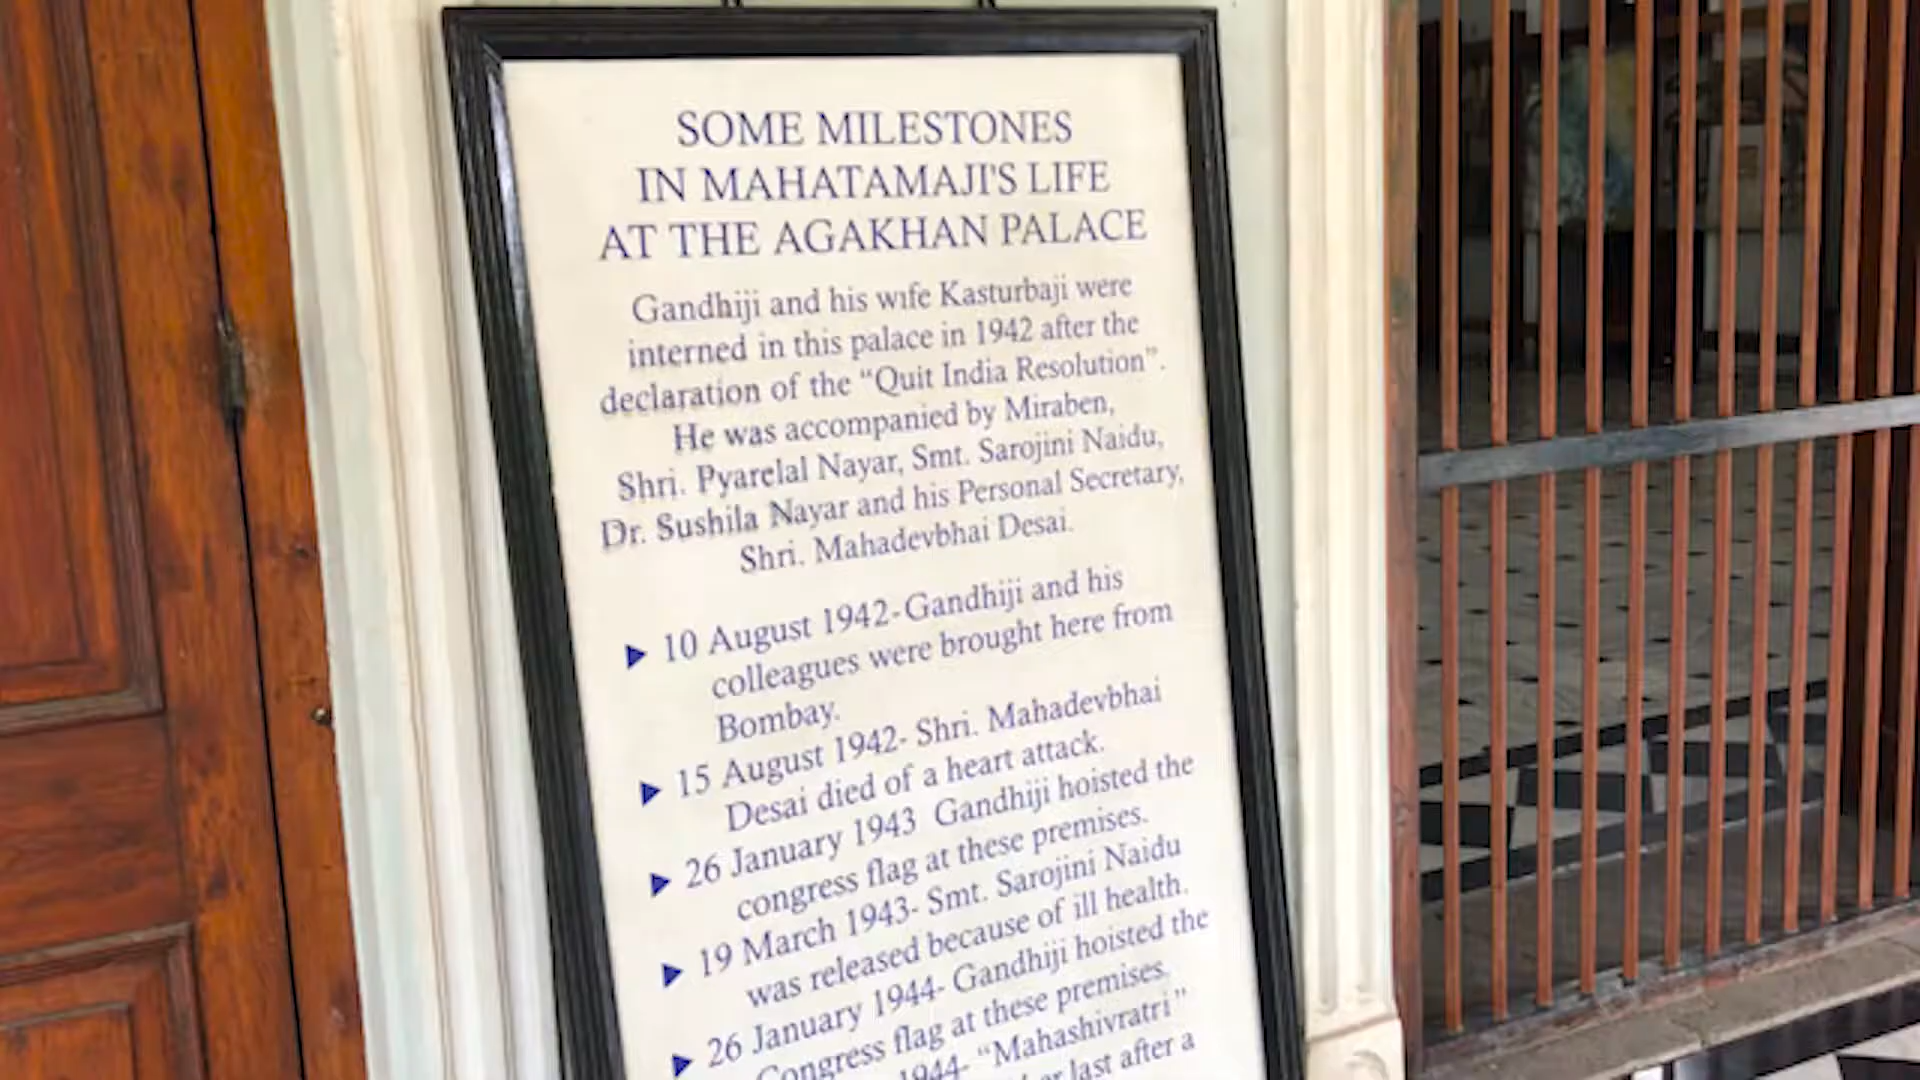 SOME MILESTONES
IN MAHATAMAJI'S LIFE
AT THE AGAKHAN PALACE
Gandhiji and his wife Kasturbaji were
interned in this palace in 1942 after the
declaration of the “Quit India Resolution”.
He was accompanied by Miraben,
Shri. Pyarelal Nayar, Smt. Sarojini Naidu,
Dr. Sushila Nayar and his Personal Secretary,
Shri. Mahadevbhai Desai.
10 August 1942-Gandhiji and his
colleagues were brought here from
Bombay.
15 August 1942- Shri. Mahadevbhai
Desai died of a heart attack.
26 January 1943 Gandhiji hoisted the
congress flag at these premises.
19 March 1943- Smt. Sarojini Naidu
was released because of ill health.
26 January 1944- Gandhiji hoisted the
Congress flag at these premises.
1944- “Mahashivratri”
last after a